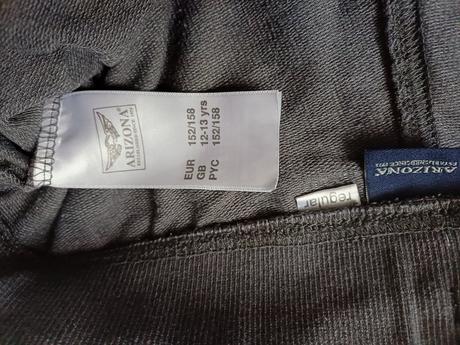 ARIZONA®
EUR 152/158
GB 12-13 yrs
PYC 152/158
regular
ARIZONA